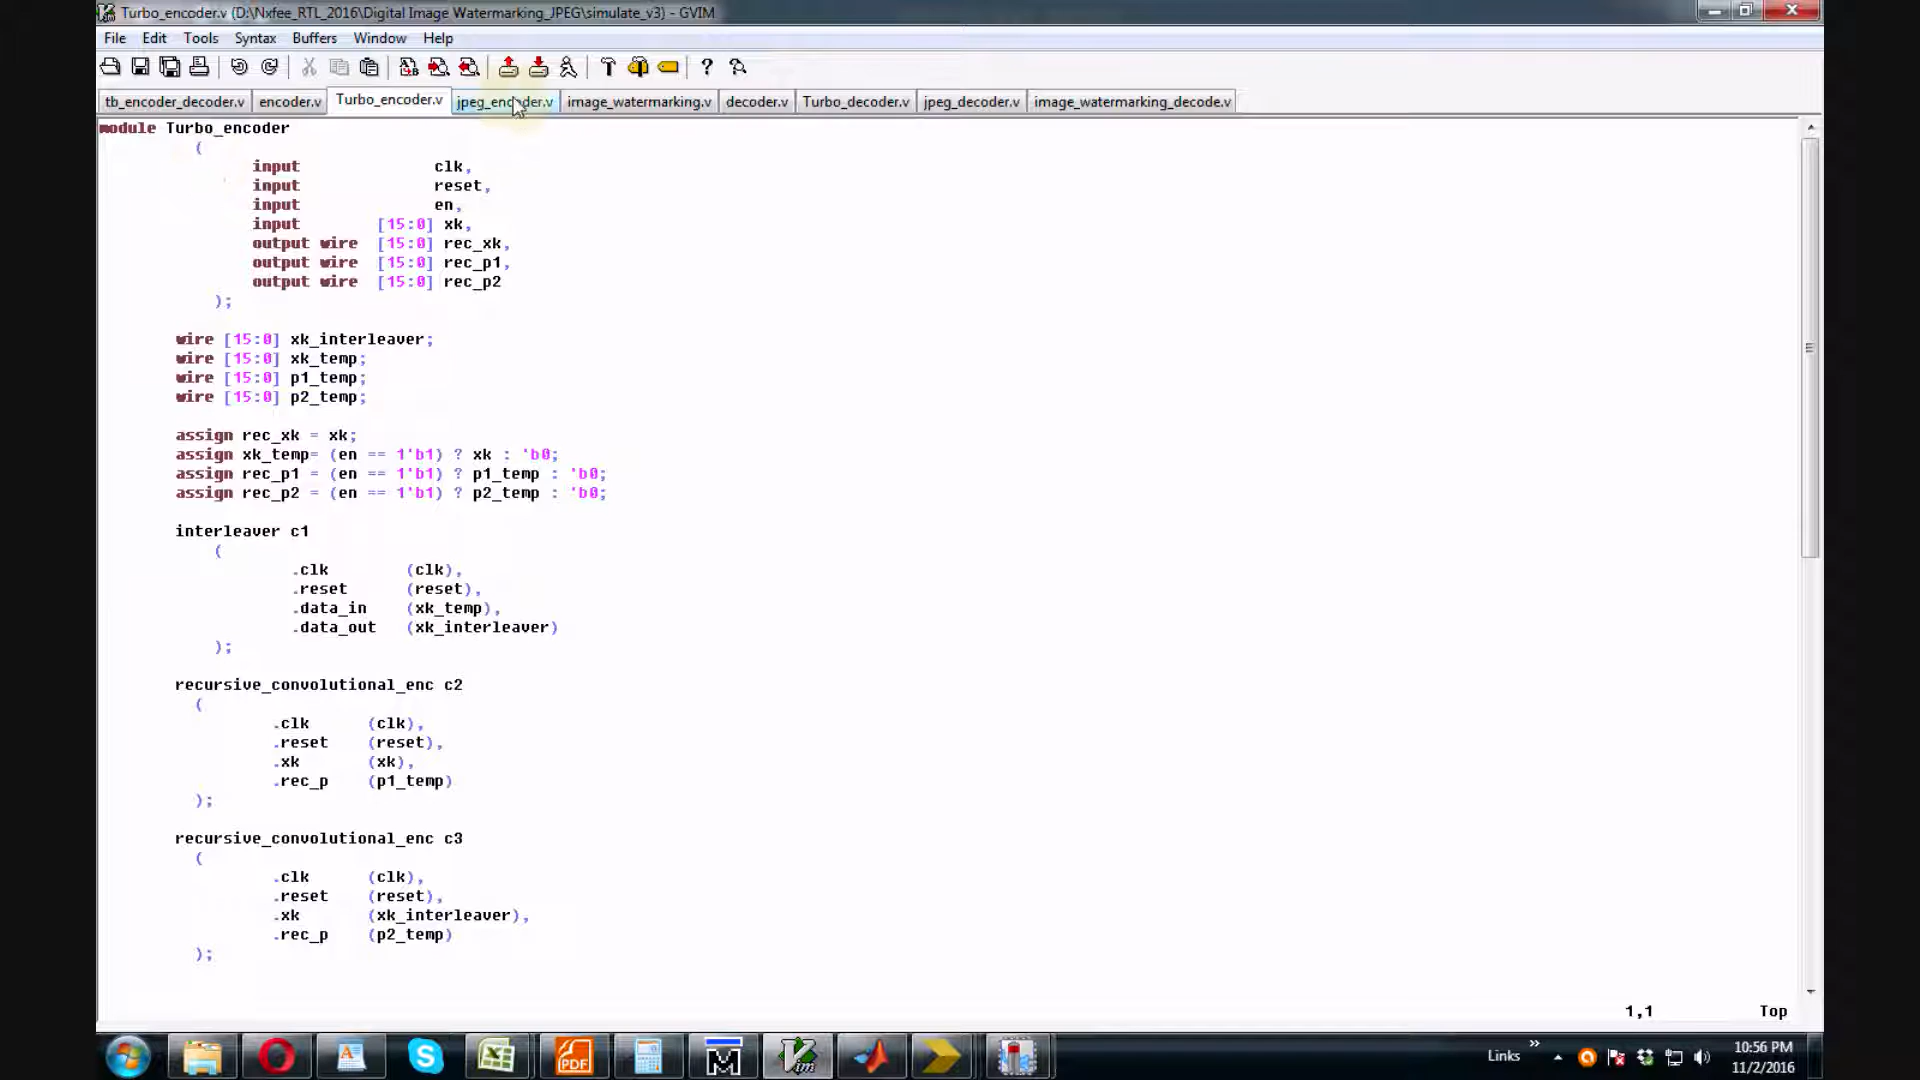 Turbo_encoder.v (D:\Nxfee_RTL_2016\Digital Image Watermarking_JPEG\simulate_v3) - GVIM
File Edit Tools Syntax Buffers Window Help
tb_encoder_decoder.v encoder.v Turbo_encoder.v jpeg_encoder.v image_watermarking.v decoder.v Turbo_decoder.v jpeg_decoder.v image_watermarking_decode.v
module Turbo_encoder
(
input clk,
input reset,
input en,
input [15:0] xk,
output wire [15:0] rec_xk,
output wire [15:0] rec_p1,
output wire [15:0] rec_p2
);
wire [15:0] xk_interleaver;
wire [15:0] xk_temp;
wire [15:0] p1_temp;
wire [15:0] p2_temp;
assign rec_xk = xk;
assign xk_temp= (en == 1'b1) ? xk : 'b0;
assign rec_p1 = (en == 1'b1) ? p1_temp : 'b0;
assign rec_p2 = (en == 1'b1) ? p2_temp : 'b0;
interleaver c1
(
.clk (clk),
.reset (reset),
.data_in (xk_temp),
.data_out (xk_interleaver)
);
recursive_convolutional_enc c2
(
.clk (clk),
.reset (reset),
.xk (xk),
.rec_p (p1_temp)
);
recursive_convolutional_enc c3
(
.clk (clk),
.reset (reset),
.xk (xk_interleaver),
.rec_p (p2_temp)
);
1,1 Top
Links » 10:56 PM
11/2/2016
PDF